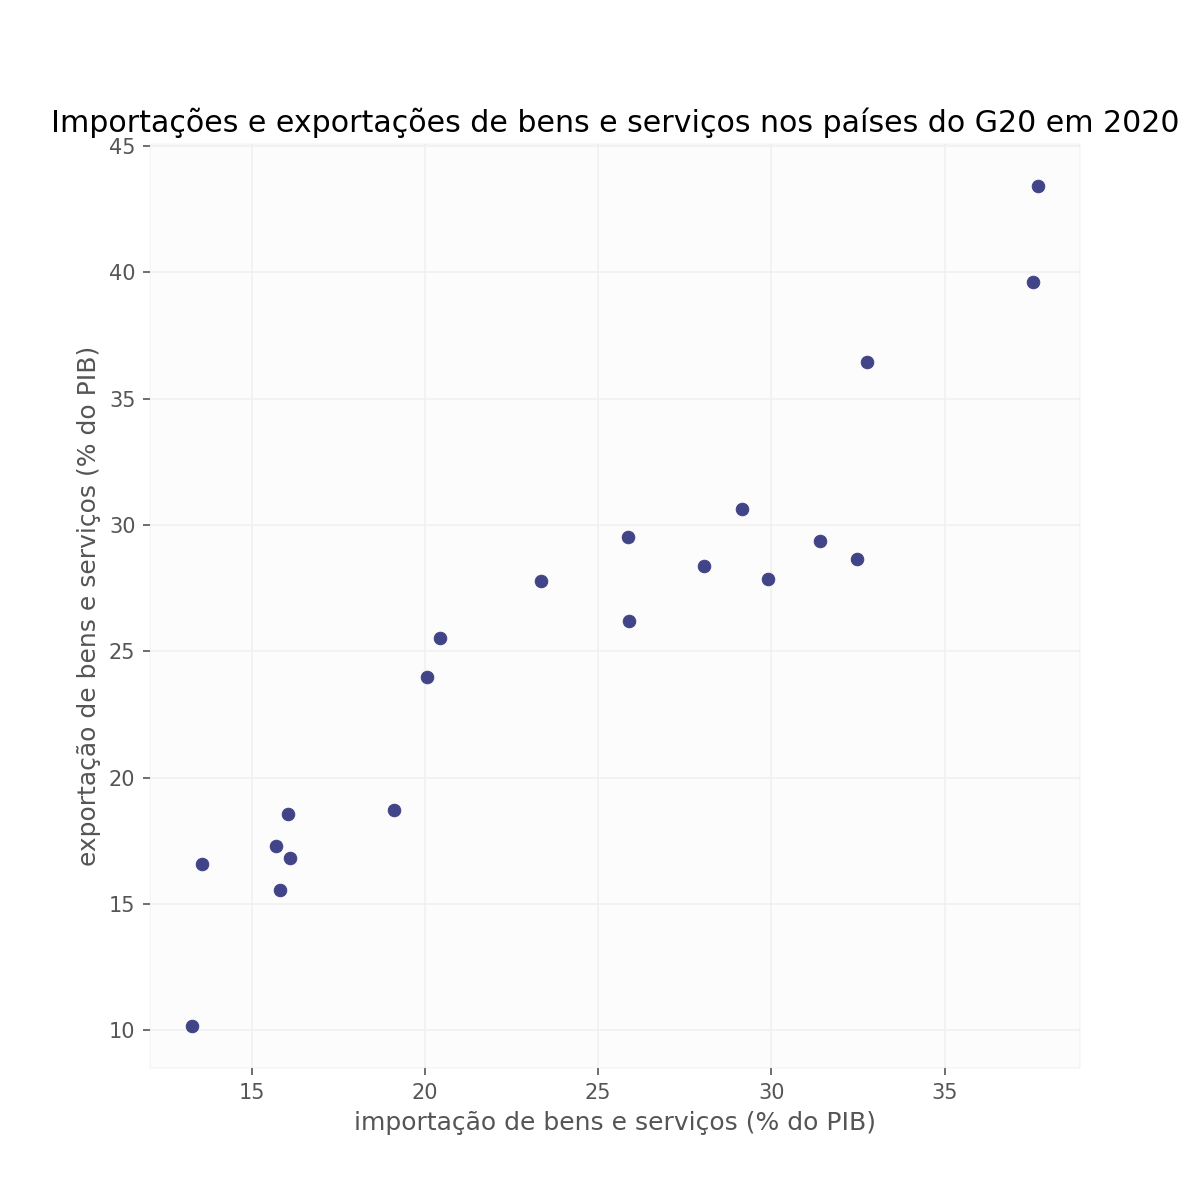 Importações e exportações de bens e serviços nos países do G20 em 2020
45
40
35
30
25
20
15
10
exportação de bens e serviços (% do PIB)
15 20 25 30 35
importação de bens e serviços (% do PIB)